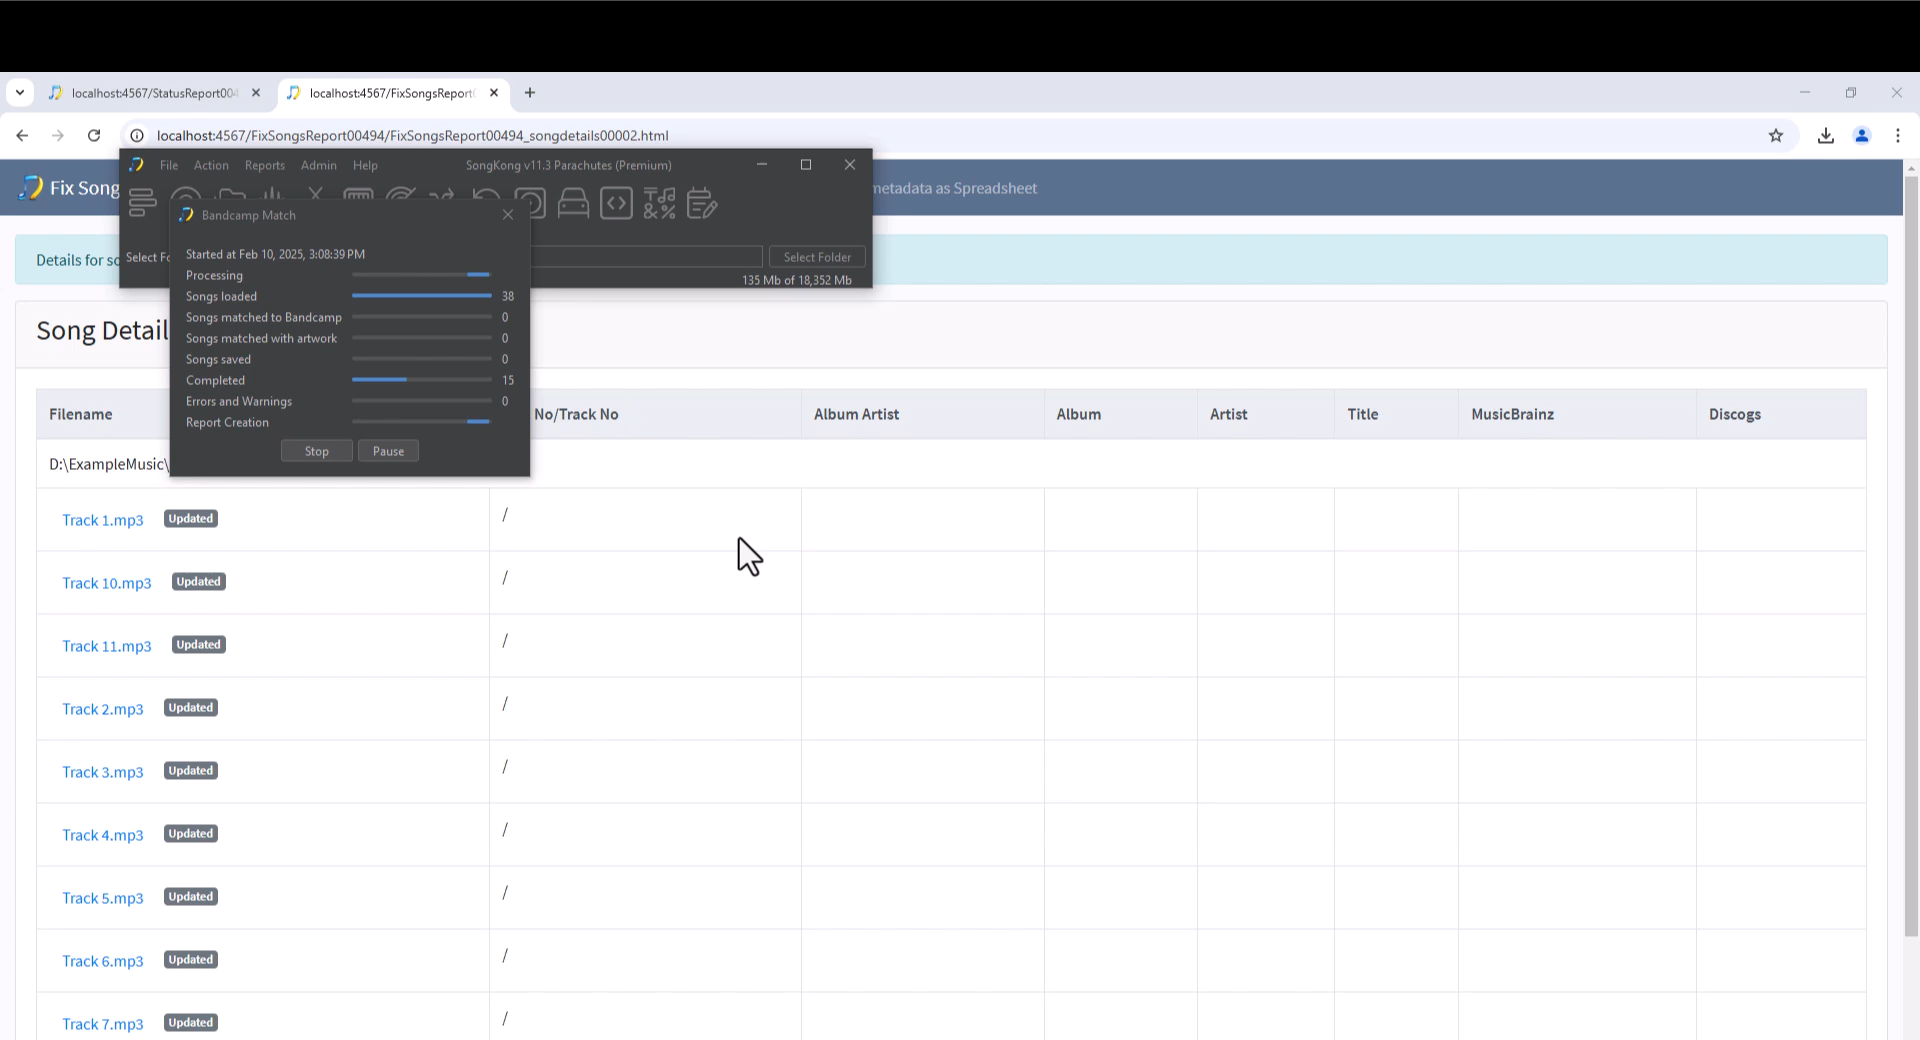 localhost:4567/StatusReport004
localhost:4567/FixSongsReport
localhost:4567/FixSongsReport00494/FixSongsReport00494_songdetails00002.html
File Action Reports Admin Help SongKong v11.3 Parachutes (Premium)
Fix Song
metadata as Spreadsheet
Bandcamp Match
Details for so
Select Fo
Select Folder
135 Mb of 18,352 Mb
Started at Feb 10, 2025, 3:08:39 PM
Processing
Songs loaded 38
Songs matched to Bandcamp 0
Songs matched with artwork 0
Songs saved 0
Completed 15
Errors and Warnings 0
Report Creation
Stop Pause
Song Detail
Filename No/Track No Album Artist Album Artist Title MusicBrainz Discogs
D:\ExampleMusic\
Track 1.mp3 Updated /
Track 10.mp3 Updated /
Track 11.mp3 Updated /
Track 2.mp3 Updated /
Track 3.mp3 Updated /
Track 4.mp3 Updated /
Track 5.mp3 Updated /
Track 6.mp3 Updated /
Track 7.mp3 Updated /